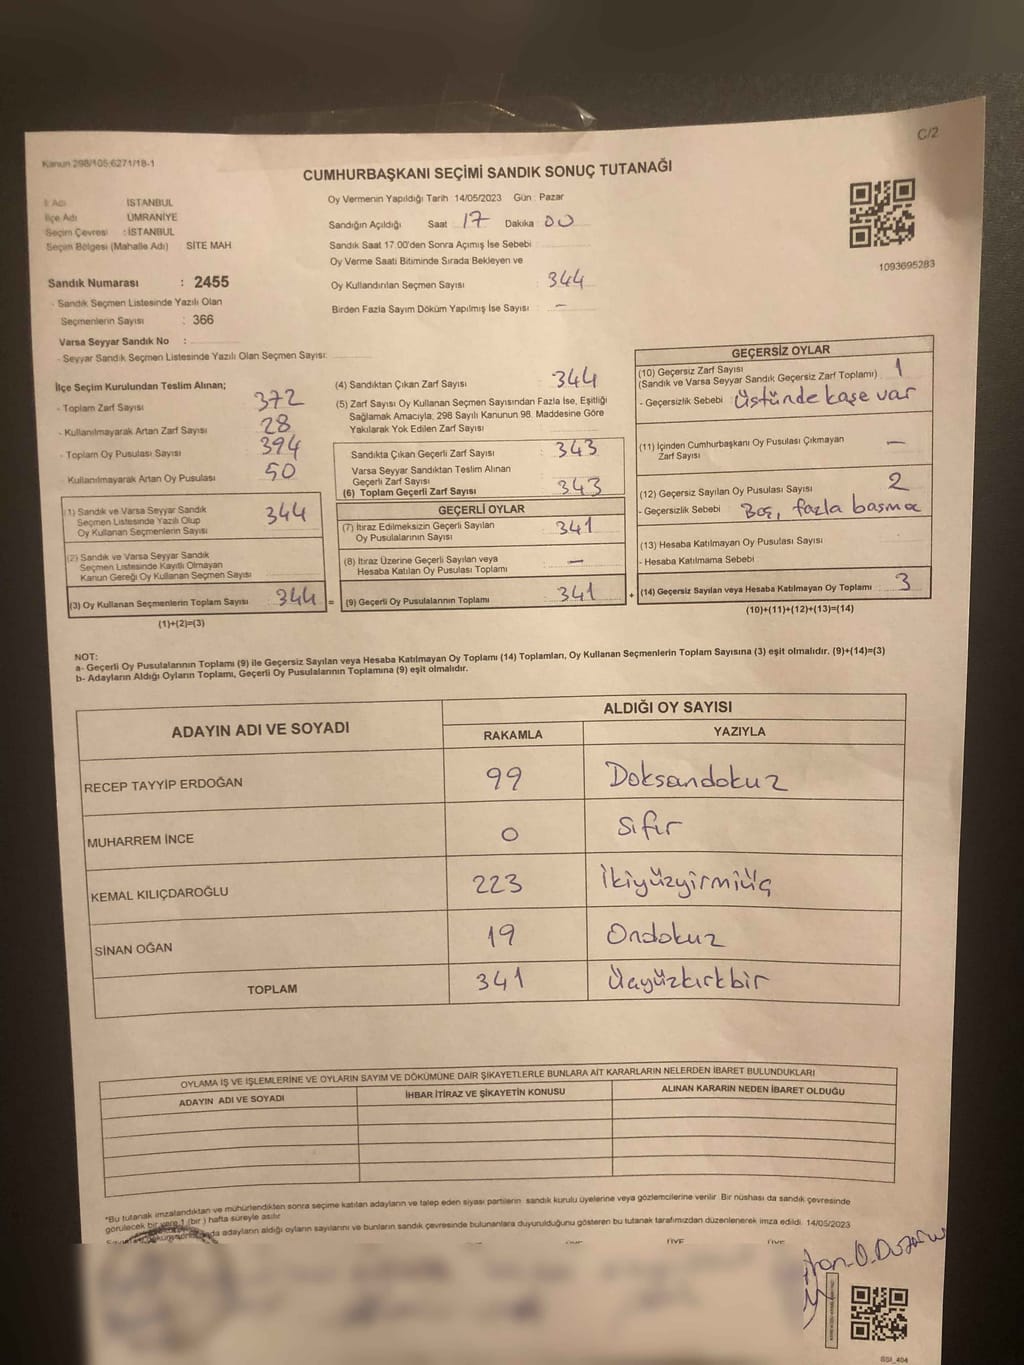 C/2
Kanun 298/105:6271/18-1
CUMHURBAŞKANI SEÇİMİ SANDIK SONUÇ TUTANAĞI
İl Adı İSTANBUL
İlçe Adı ÜMRANİYE
Seçim Çevresi : İSTANBUL
Seçim Bölgesi (Mahalle Adı) SİTE MAH
Sandık Numarası : 2455
- Sandık Seçmen Listesinde Yazılı Olan
Seçmenlerin Sayısı : 366
Varsa Seyyar Sandık No :
- Seyyar Sandık Seçmen Listesinde Yazılı Olan Seçmen Sayısı:
Oy Vermenin Yapıldığı Tarih :14/05/2023 Gün : Pazar
Sandığın Açıldığı Saat 17 Dakika 00
Sandık Saat 17.00'den Sonra Açımış İse Sebebi
Oy Verme Saati Bitiminde Sırada Bekleyen ve
Oy Kullandırılan Seçmen Sayısı : 344
Birden Fazla Sayım Döküm Yapılmış İse Sayısı : –
1093695283
İlçe Seçim Kurulundan Teslim Alınan;
- Toplam Zarf Sayısı 372
- Kullanılmayarak Artan Zarf Sayısı 28
- Toplam Oy Pusulası Sayısı 394
- Kullanılmayarak Artan Oy Pusulası 50
(1) Sandık ve Varsa Seyyar Sandık
Seçmen Listesinde Yazılı Olup
Oy Kullanan Seçmenlerin Sayısı 344
(2) Sandık ve Varsa Seyyar Sandık
Seçmen Listesinde Kayıtlı Olmayan
Kanun Gereği Oy Kullanan Seçmen Sayısı
(3) Oy Kullanan Seçmenlerin Toplam Sayısı 344 =
(1)+(2)=(3)
(4) Sandıktan Çıkan Zarf Sayısı : 344
(5) Zarf Sayısı Oy Kullanan Seçmen Sayısından Fazla İse, Eşitliği
Sağlamak Amacıyla, 298 Sayılı Kanunun 98. Maddesine Göre
Yakılarak Yok Edilen Zarf Sayısı
Sandıkta Çıkan Geçerli Zarf Sayısı : 343
Varsa Seyyar Sandıktan Teslim Alınan
Geçerli Zarf Sayısı
(6) Toplam Geçerli Zarf Sayısı : 343
GEÇERLİ OYLAR
(7) İtiraz Edilmeksizin Geçerli Sayılan
Oy Pusulalarının Sayısı : 341
(8) İtiraz Üzerine Geçerli Sayılan veya
Hesaba Katılan Oy Pusulası Toplamı : –
(9) Geçerli Oy Pusulalarının Toplamı : 341 +
GEÇERSİZ OYLAR
(10) Geçersiz Zarf Sayısı
(Sandık ve Varsa Seyyar Sandık Geçersiz Zarf Toplamı) 1
- Geçersizlik Sebebi Üstünde kaşe var
(11) İçinden Cumhurbaşkanı Oy Pusulası Çıkmayan
Zarf Sayısı –
(12) Geçersiz Sayılan Oy Pusulası Sayısı : 2
- Geçersizlik Sebebi Boş, fazla basma
(13) Hesaba Katılmayan Oy Pusulası Sayısı
- Hesaba Katılmama Sebebi
(14) Geçersiz Sayılan veya Hesaba Katılmayan Oy Toplamı : 3
(10)+(11)+(12)+(13)=(14)
NOT:
a- Geçerli Oy Pusulalarının Toplamı (9) ile Geçersiz Sayılan veya Hesaba Katılmayan Oy Toplamı (14) Toplamları, Oy Kullanan Seçmenlerin Toplam Sayısına (3) eşit olmalıdır. (9)+(14)=(3)
b- Adayların Aldığı Oyların Toplamı, Geçerli Oy Pusulalarının Toplamına (9) eşit olmalıdır.
ADAYIN ADI VE SOYADI
ALDIĞI OY SAYISI
RAKAMLA YAZIYLA
RECEP TAYYİP ERDOĞAN 99 Doksandokuz
MUHARREM İNCE 0 Sıfır
KEMAL KILIÇDAROĞLU 223 İkiyüzyirmiüç
SİNAN OĞAN 19 Ondokuz
TOPLAM 341 Üçyüzkırkbir
OYLAMA İŞ VE İŞLEMLERİNE VE OYLARIN SAYIM VE DÖKÜMÜNE DAİR ŞİKAYETLERLE BUNLARA AİT KARARLARIN NELERDEN İBARET BULUNDUKLARI
ADAYIN ADI VE SOYADI İHBAR İTİRAZ VE ŞİKAYETİN KONUSU ALINAN KARARIN NEDEN İBARET OLDUĞU
*Bu tutanak imzalandıktan ve mühürlendikten sonra seçime katılan adayların ve talep eden siyasi partilerin sandık kurulu üyelerine veya gözlemcilerine verilir. Bir nüshası da sandık çevresinde
görülecek bir yere 1 (bir) hafta süreyle asılır.
adayların aldığı oyların sayılarını ve bunların sandık çevresinde bulunanlara duyurulduğunu gösteren bu tutanak tarafımızdan düzenlenerek imza edildi. 14/05/2023
ÜYE ÜYE ÜYE
SSI_404